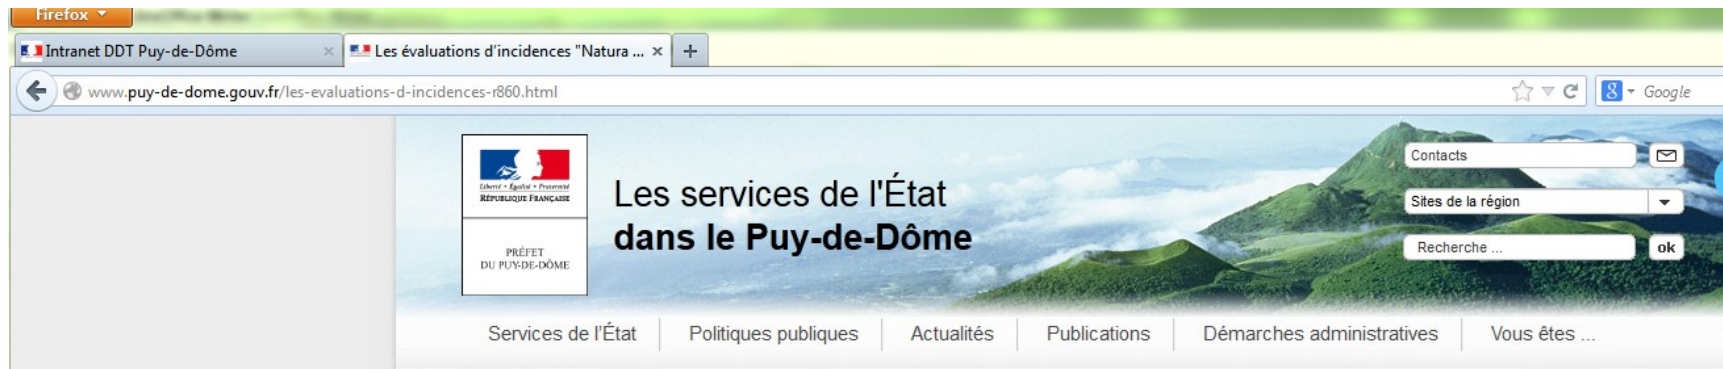 Firefox
Intranet DDT Puy-de-Dôme
Les évaluations d'incidences "Natura ...
www.puy-de-dome.gouv.fr/les-evaluations-d-incidences-r860.html
Google
Liberté • Égalité • Fraternité
RÉPUBLIQUE FRANÇAISE
PRÉFET
DU PUY-DE-DÔME
Les services de l'État
dans le Puy-de-Dôme
Contacts
Sites de la région
Recherche ...
ok
Services de l'État
Politiques publiques
Actualités
Publications
Démarches administratives
Vous êtes ...